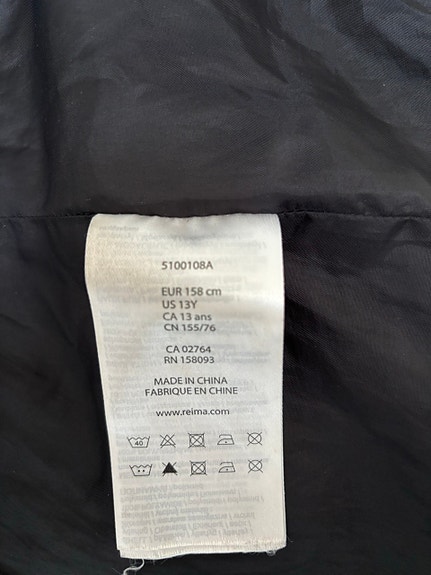 5100108A
EUR 158 cm
US 13Y
CA 13 ans
CN 155/76
CA 02764
RN 158093
MADE IN CHINA
FABRIQUE EN CHINE
www.reima.com
40